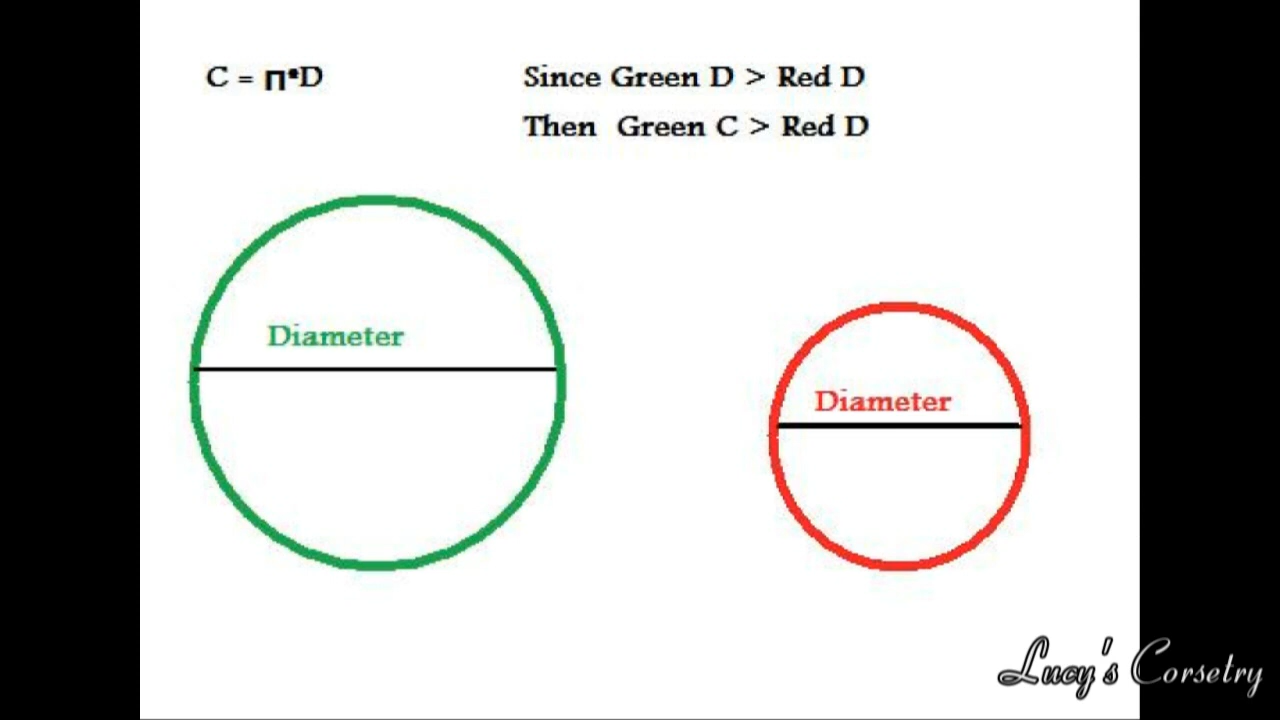 C = Π*D
Since Green D > Red D
Then Green C > Red D
Diameter
Diameter
Lucy's Corsetry